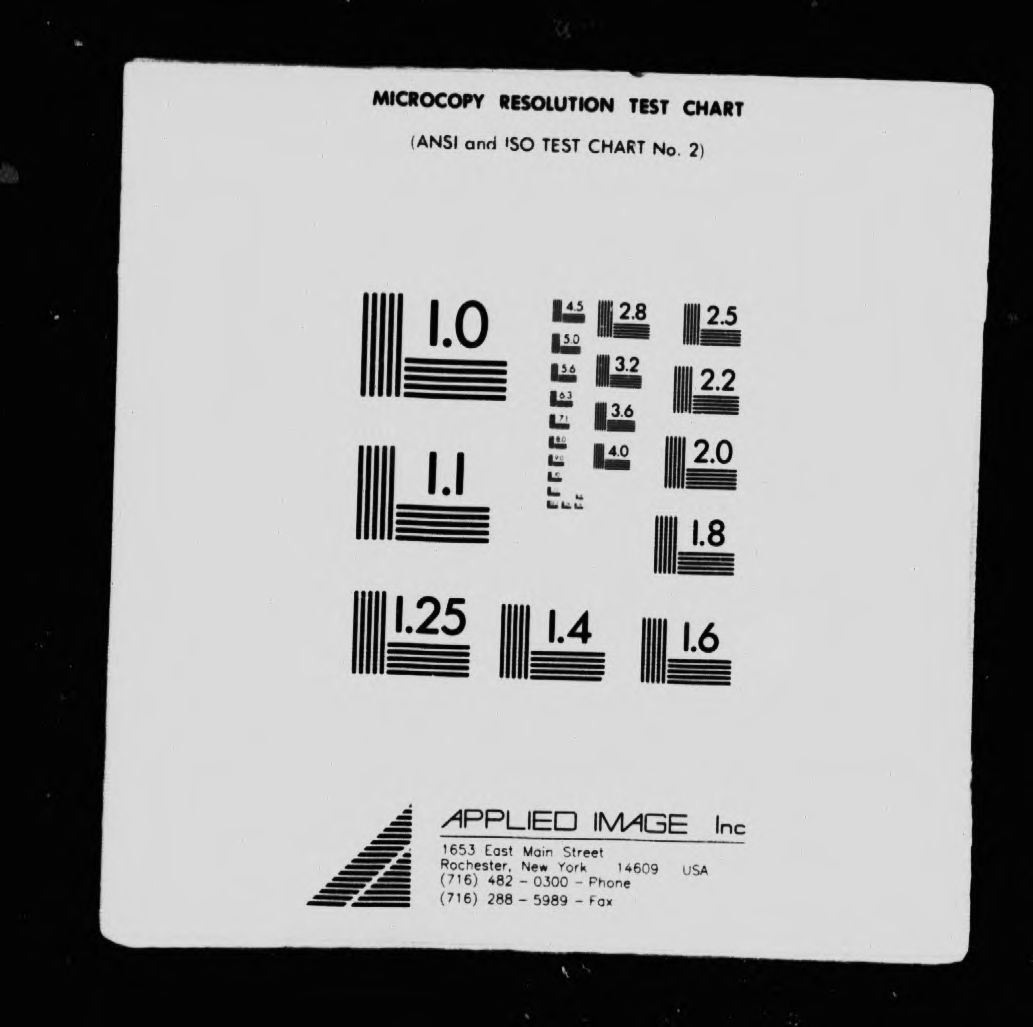 MICROCOPY RESOLUTION TEST CHART
(ANSI and ISO TEST CHART No. 2)
1.0
1.1
1.25
1.4
1.6
1.8
2.0
2.2
2.5
2.8
3.2
3.6
4.0
4.5
5.0
5.6
6.3
7.1
8.0
9.0
APPLIED IMAGE Inc
1653 East Main Street
Rochester, New York 14609 USA
(716) 482 - 0300 - Phone
(716) 288 - 5989 - Fax